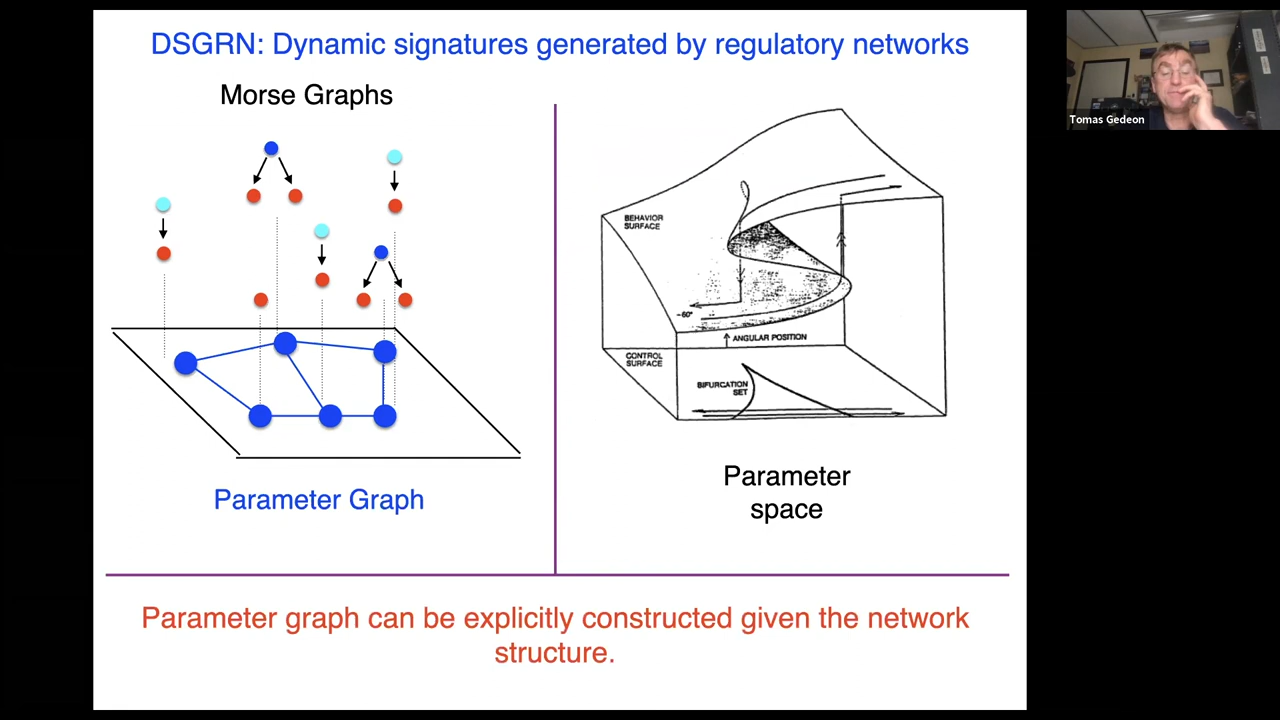 DSGRN: Dynamic signatures generated by regulatory networks
Morse Graphs
Parameter Graph
BEHAVIOR
SURFACE
-60°
ANGULAR POSITION
CONTROL
SURFACE
BIFURCATION
SET
Parameter
space
Parameter graph can be explicitly constructed given the network
structure.
Tomas Gedeon